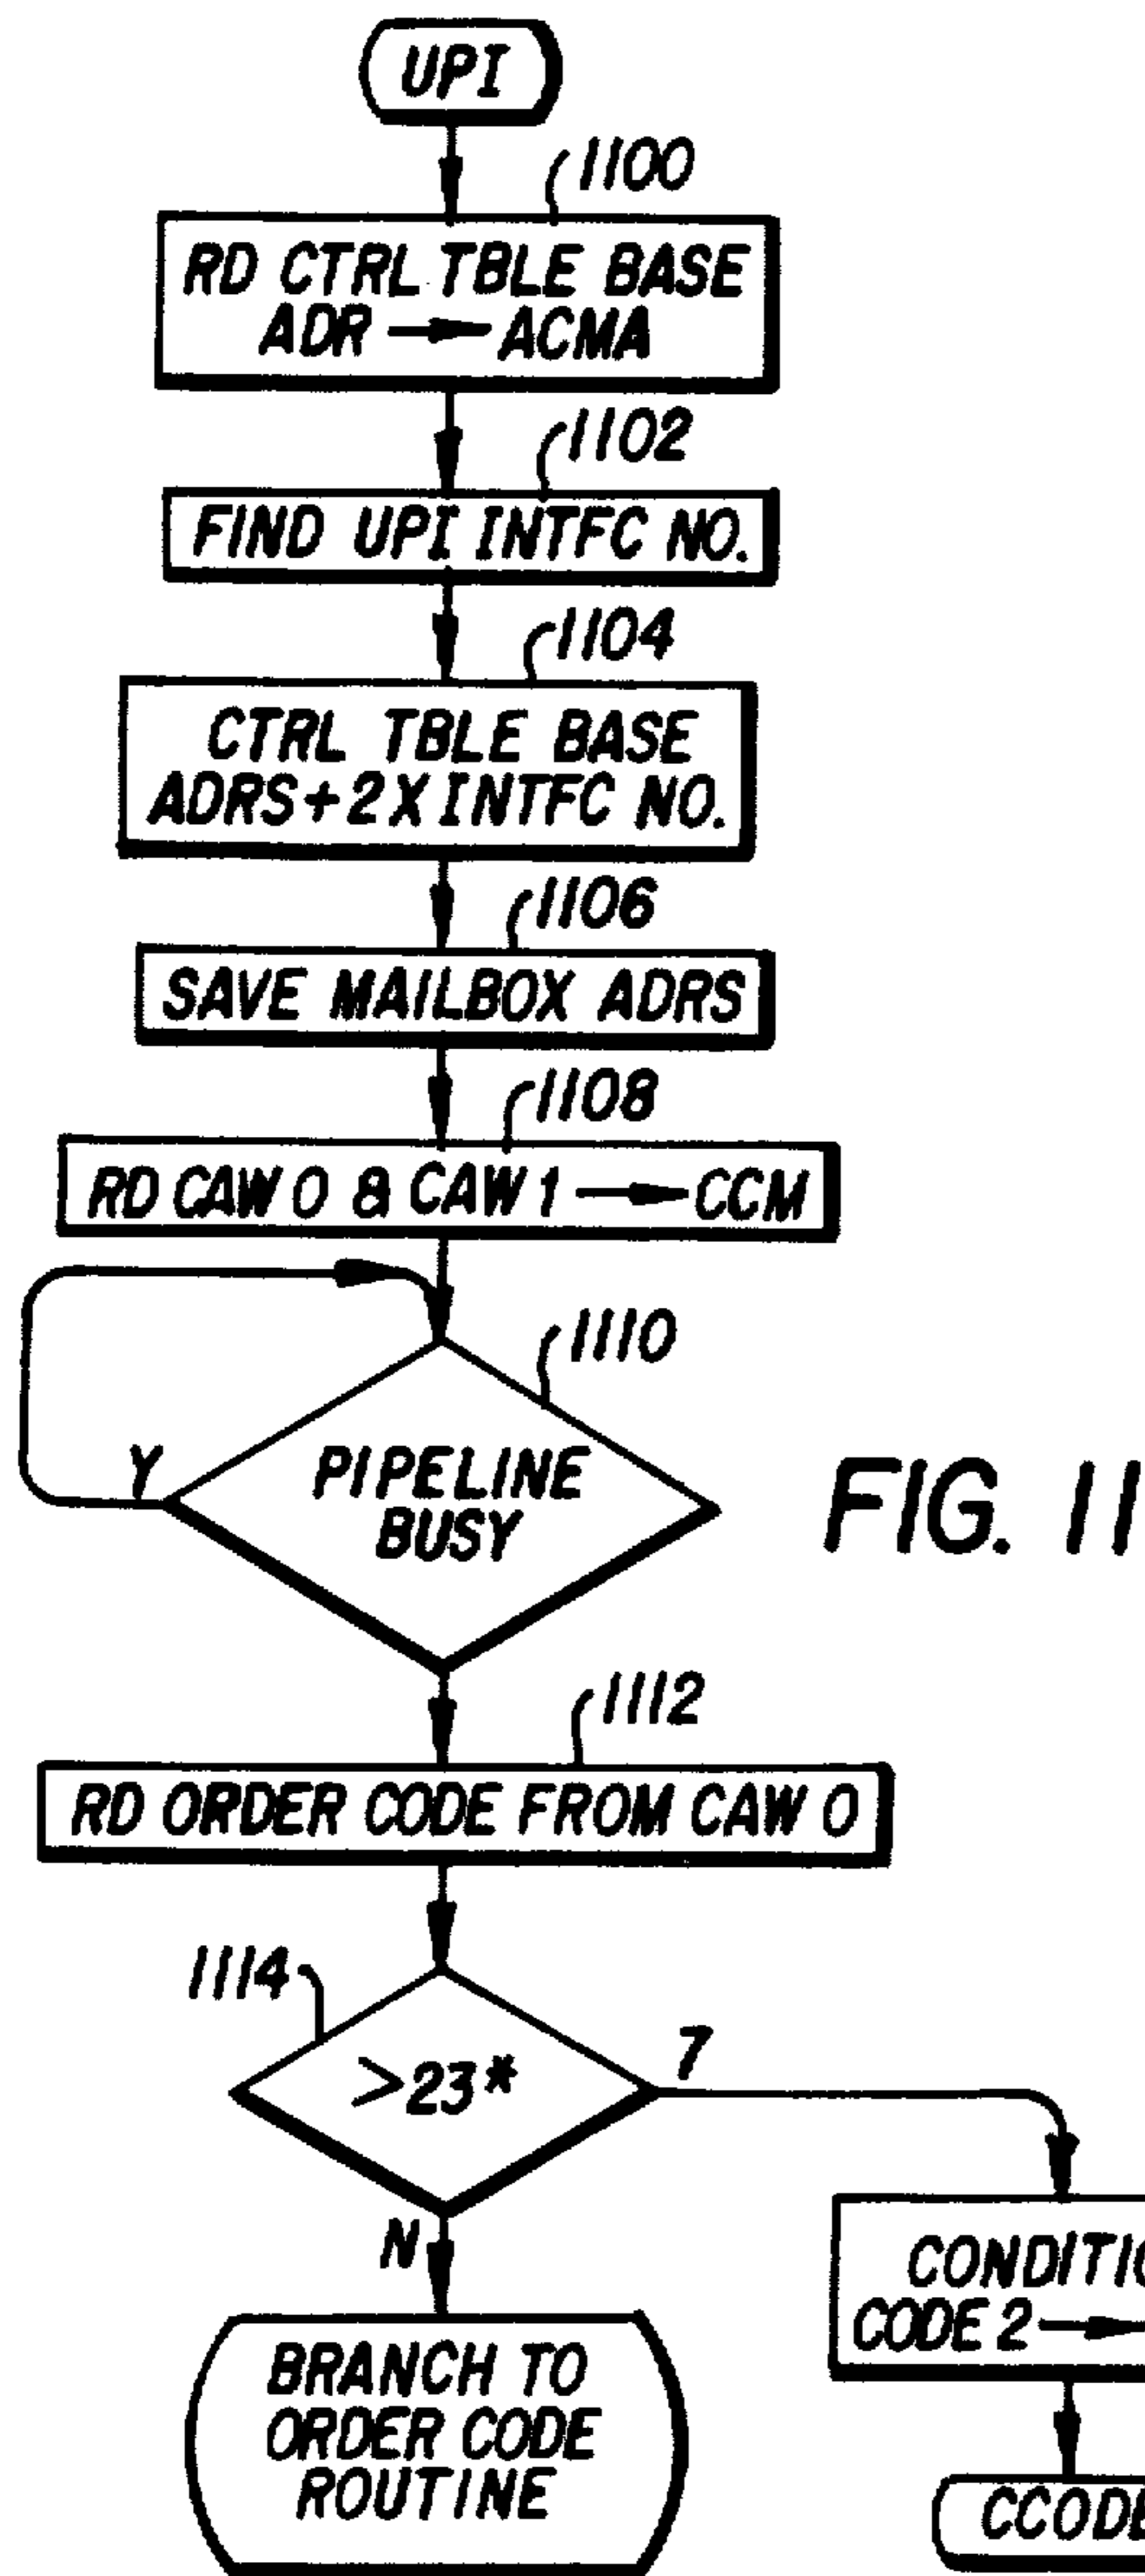 UPI
1100
RD CTRL TBLE BASE
ADR → ACMA
1102
FIND UPI INTFC NO.
1104
CTRL TBLE BASE
ADRS+2X INTFC NO.
1106
SAVE MAILBOX ADRS
1108
RD CAW 0 & CAW 1 → CCM
1110
Y
PIPELINE
BUSY
FIG. 11
1112
RD ORDER CODE FROM CAW 0
1114
>23*
7
N
CODE 2 →
BRANCH TO
ORDER CODE
ROUTINE